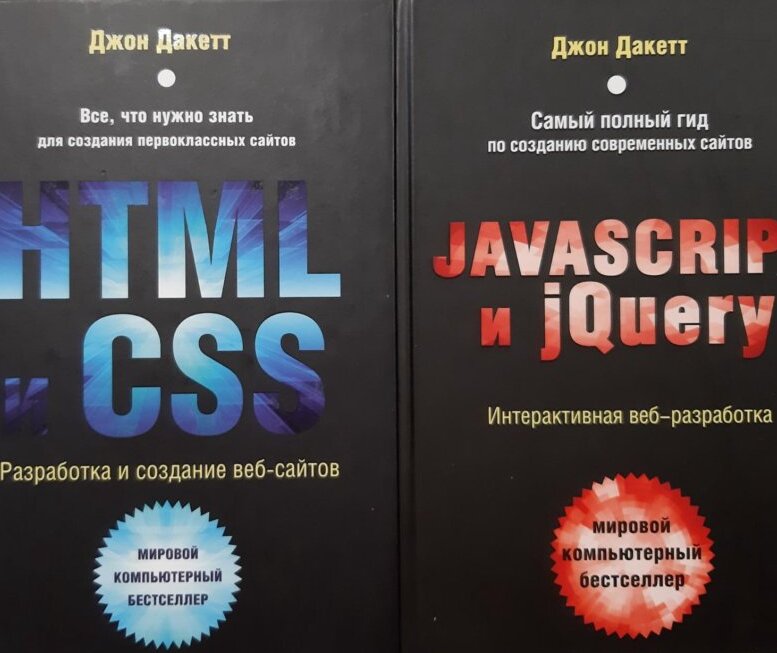 Джон Дакетт
Все, что нужно знать
для создания первоклассных сайтов
HTML
и CSS
Разработка и создание веб-сайтов
МИРОВОЙ
КОМПЬЮТЕРНЫЙ
БЕСТСЕЛЛЕР
Джон Дакетт
Самый полный гид
по созданию современных сайтов
JAVASCRIP
и jQuery
Интерактивная веб-разработка
мировой
компьютерный
бестселлер